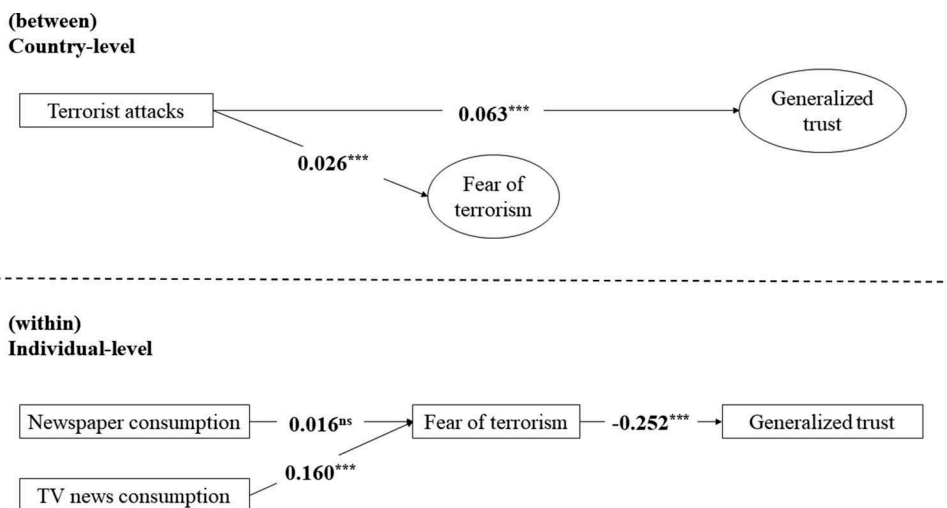 (between)
Country-level
Terrorist attacks
0.063***
Generalized
trust
0.026***
Fear of
terrorism
(within)
Individual-level
Newspaper consumption
0.016ns
Fear of terrorism
-0.252***
Generalized trust
0.160***
TV news consumption